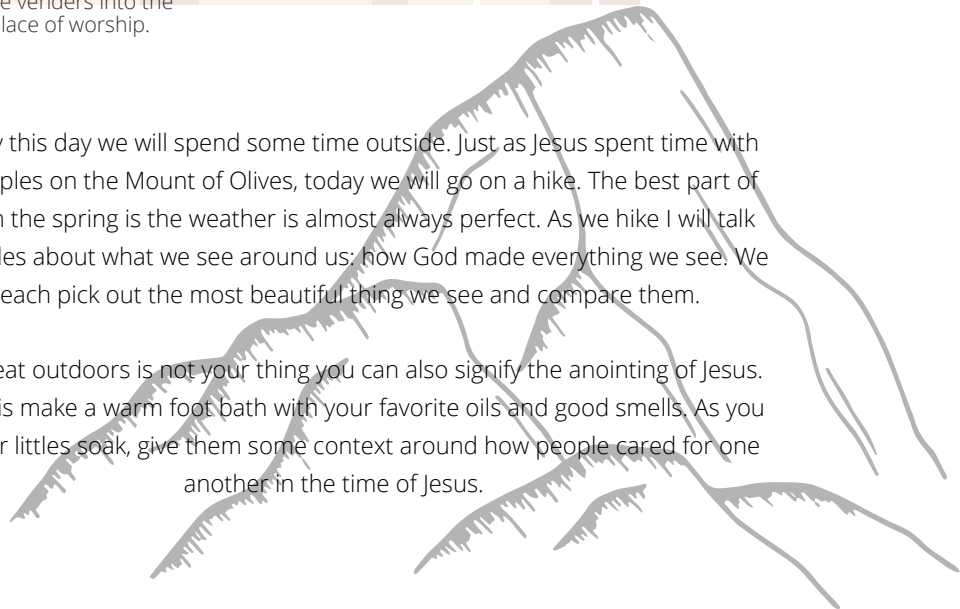 venders into the
lace of worship.
this day we will spend some time outside. Just as Jesus spent time with
ples on the Mount of Olives, today we will go on a hike. The best part of
the spring is the weather is almost always perfect. As we hike I will talk
les about what we see around us: how God made everything we see. We
each pick out the most beautiful thing we see and compare them.
eat outdoors is not your thing you can also signify the anointing of Jesus.
is make a warm foot bath with your favorite oils and good smells. As you
r littles soak, give them some context around how people cared for one
another in the time of Jesus.